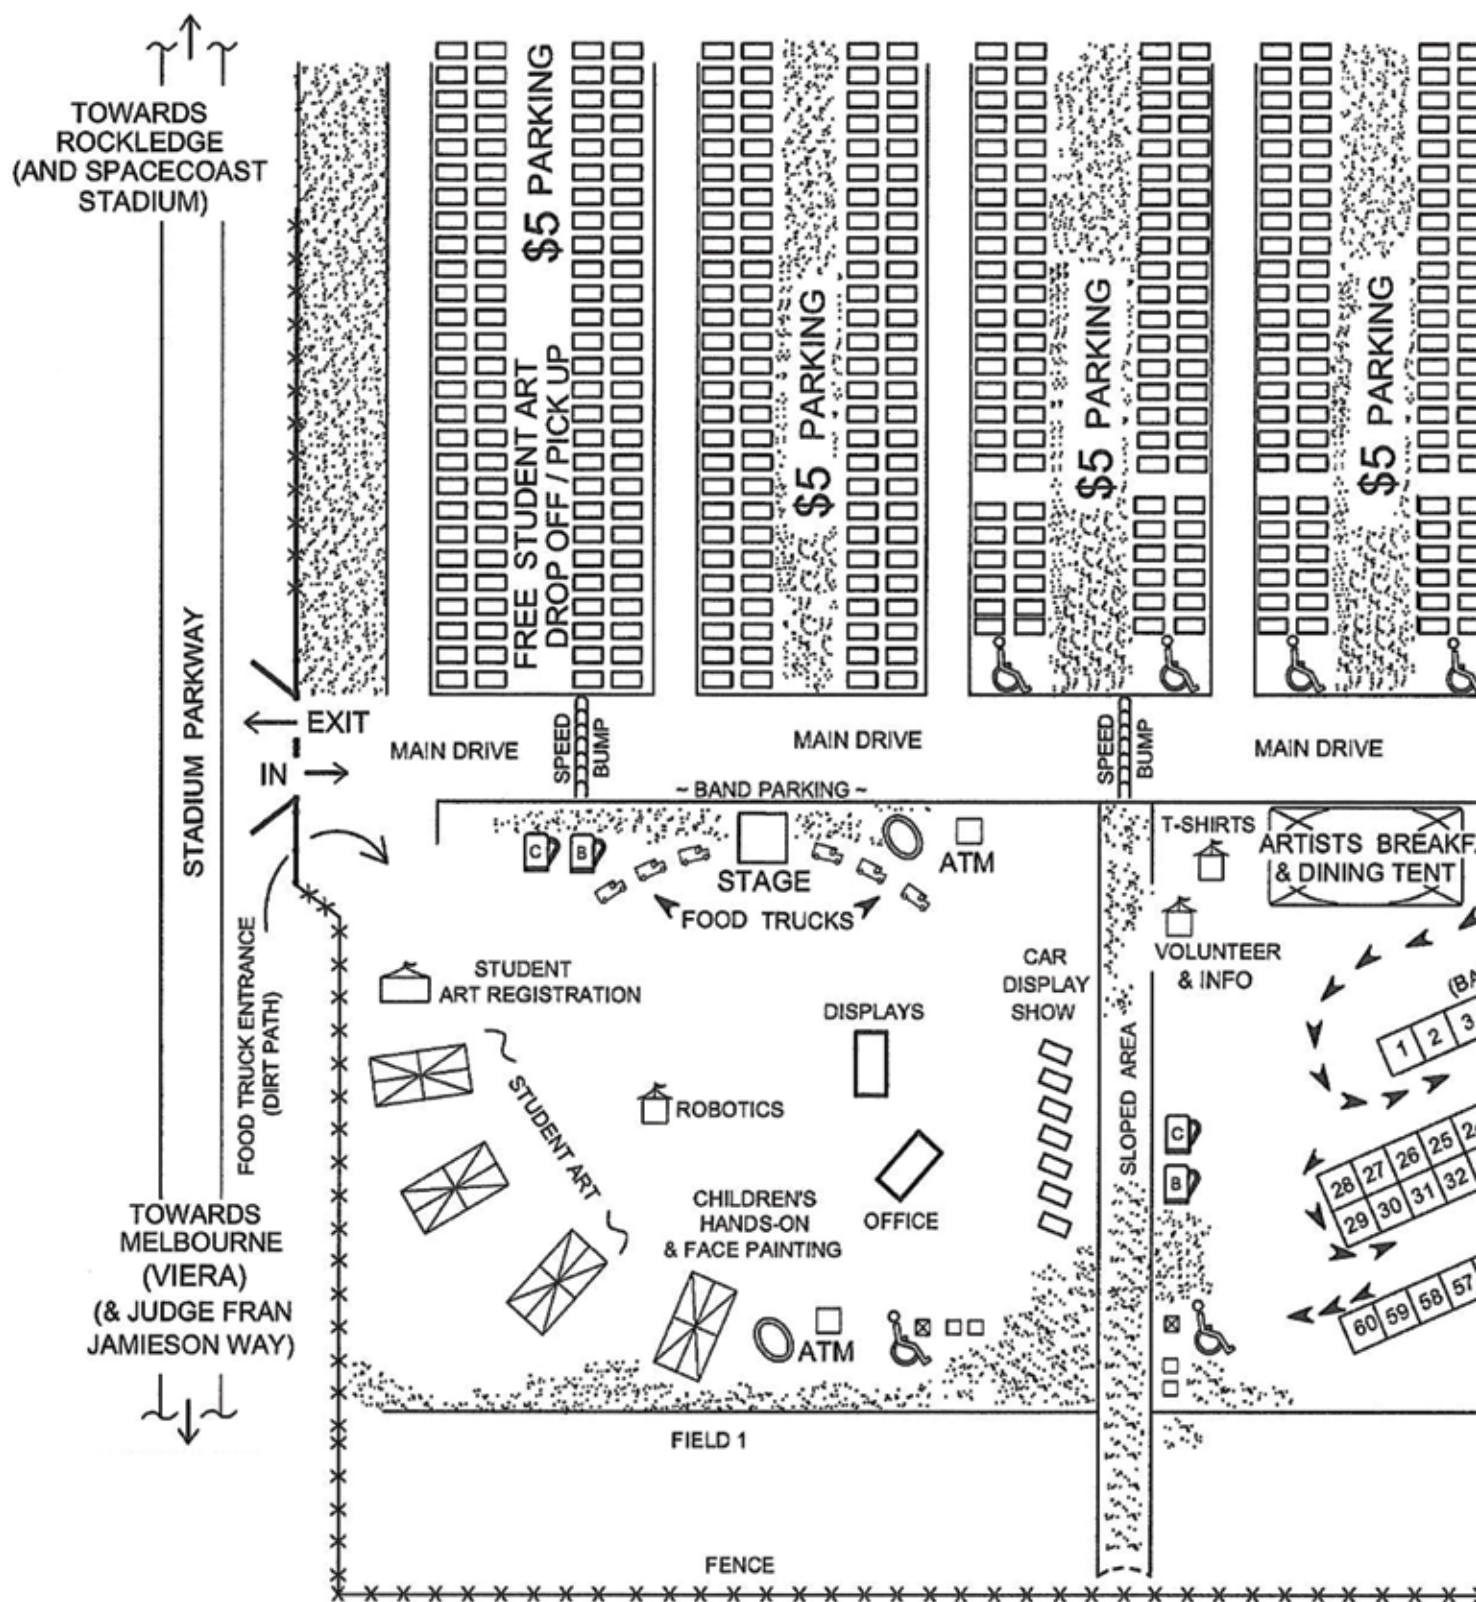 TOWARDS
ROCKLEDGE
(AND SPACECOAST
STADIUM)
$5 PARKING
FREE STUDENT ART
DROP OFF / PICK UP
$5 PARKING
$5 PARKING
$5 PARKING
STADIUM PARKWAY
EXIT
IN
MAIN DRIVE
SPEED
BUMP
MAIN DRIVE
SPEED
BUMP
MAIN DRIVE
~ BAND PARKING ~
C
B
STAGE
FOOD TRUCKS
ATM
T-SHIRTS
ARTISTS BREAKFA
& DINING TENT
VOLUNTEER
& INFO
FOOD TRUCK ENTRANCE
(DIRT PATH)
STUDENT
ART REGISTRATION
STUDENT ART
DISPLAYS
CAR
DISPLAY
SHOW
SLOPED AREA
(BA
1 2 3
ROBOTICS
OFFICE
CHILDREN'S
HANDS-ON
& FACE PAINTING
C
B
28 27 26 25
29 30 31 32
60 59 58 57
ATM
TOWARDS
MELBOURNE
(VIERA)
(& JUDGE FRAN
JAMIESON WAY)
FIELD 1
FENCE